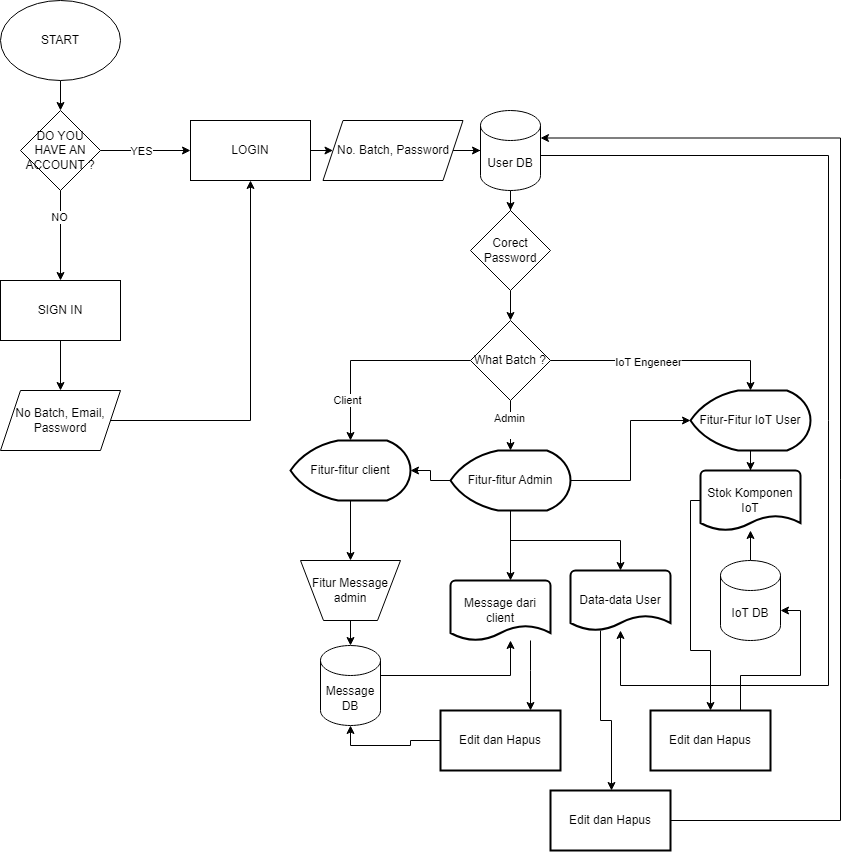 START
DO YOU
HAVE AN
ACCOUNT ?
YES
LOGIN
No. Batch, Password
User DB
NO
Corect
Password
SIGN IN
What Batch ?
IoT Engeneer
Client
Admin
No Batch, Email,
Password
Fitur-Fitur IoT User
Fitur-fitur client
Fitur-fitur Admin
Stok Komponen
IoT
Fitur Message
admin
Message dari
client
Data-data User
IoT DB
Message
DB
Edit dan Hapus
Edit dan Hapus
Edit dan Hapus